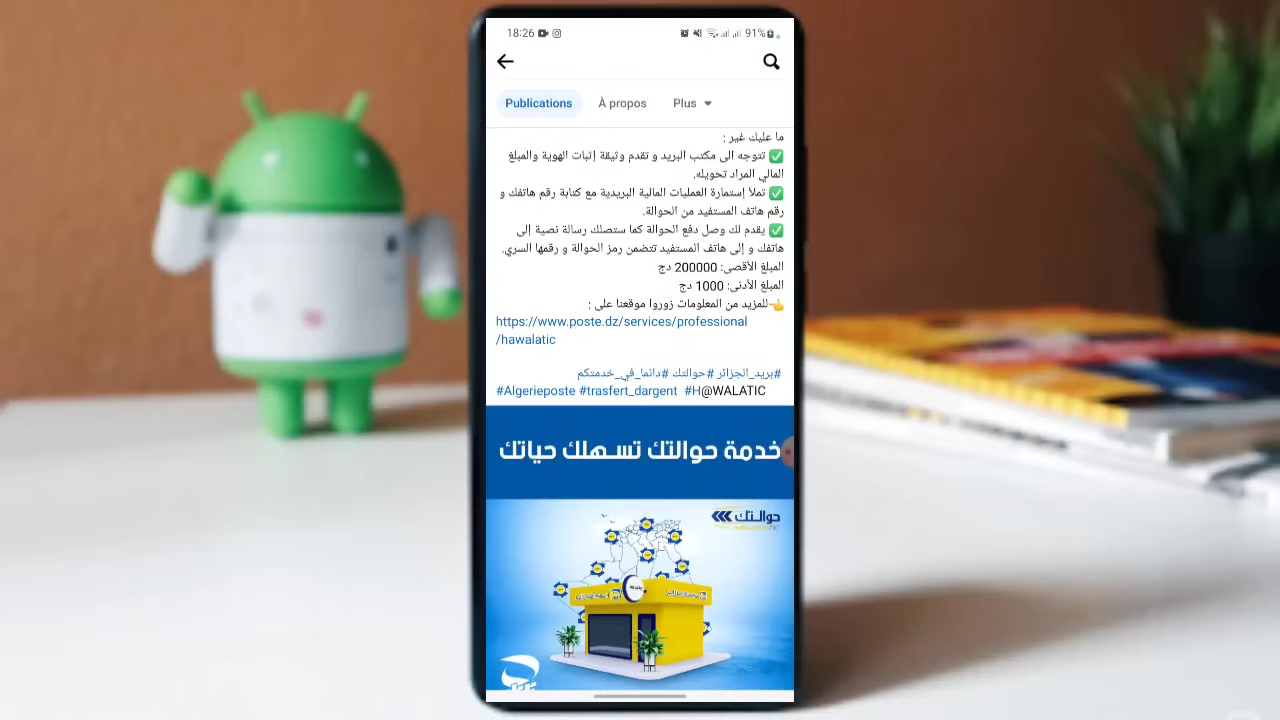 18:26
91%
Publications
À propos
Plus
ما عليك غير :
✅ تتوجه الى مكتب البريد و تقدم وثيقة إثبات الهوية والمبلغ
المالي المراد تحويله.
✅ تملأ إستمارة العمليات المالية البريدية مع كتابة رقم هاتفك و
رقم هاتف المستفيد من الحوالة.
✅ يقدم لك وصل دفع الحوالة كما ستصلك رسالة نصية إلى
هاتفك و إلى هاتف المستفيد تتضمن رمز الحوالة و رقمها السري.
المبلغ الأقصى: 200000 دج
المبلغ الأدنى: 1000 دج
👈للمزيد من المعلومات زوروا موقعنا على :
https://www.poste.dz/services/professional
/hawalatic
#بريد_الجزائر #حوالتك #دائما_في_خدمتكم
#Algerieposte #trasfert_dargent #H@WALATIC
خدمة حوالتك تسهلك حياتك
حوالتك